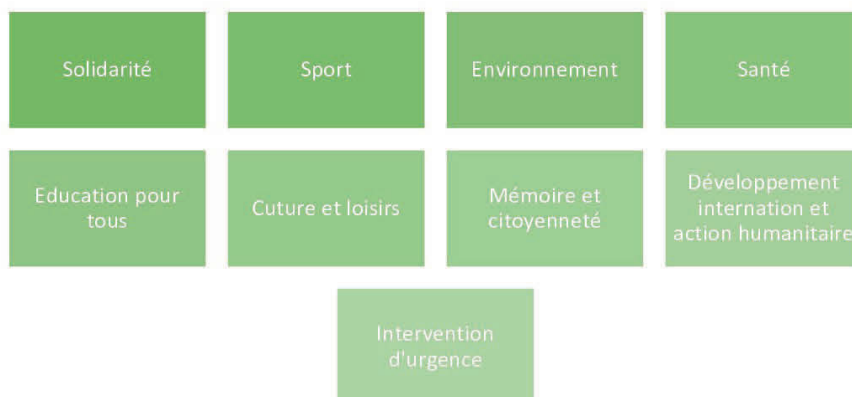 Solidarité
Sport
Environnement
Santé
Education pour
tous
Cuture et loisirs
Mémoire et
citoyenneté
Développement
internation et
action humanitaire
Intervention
d'urgence